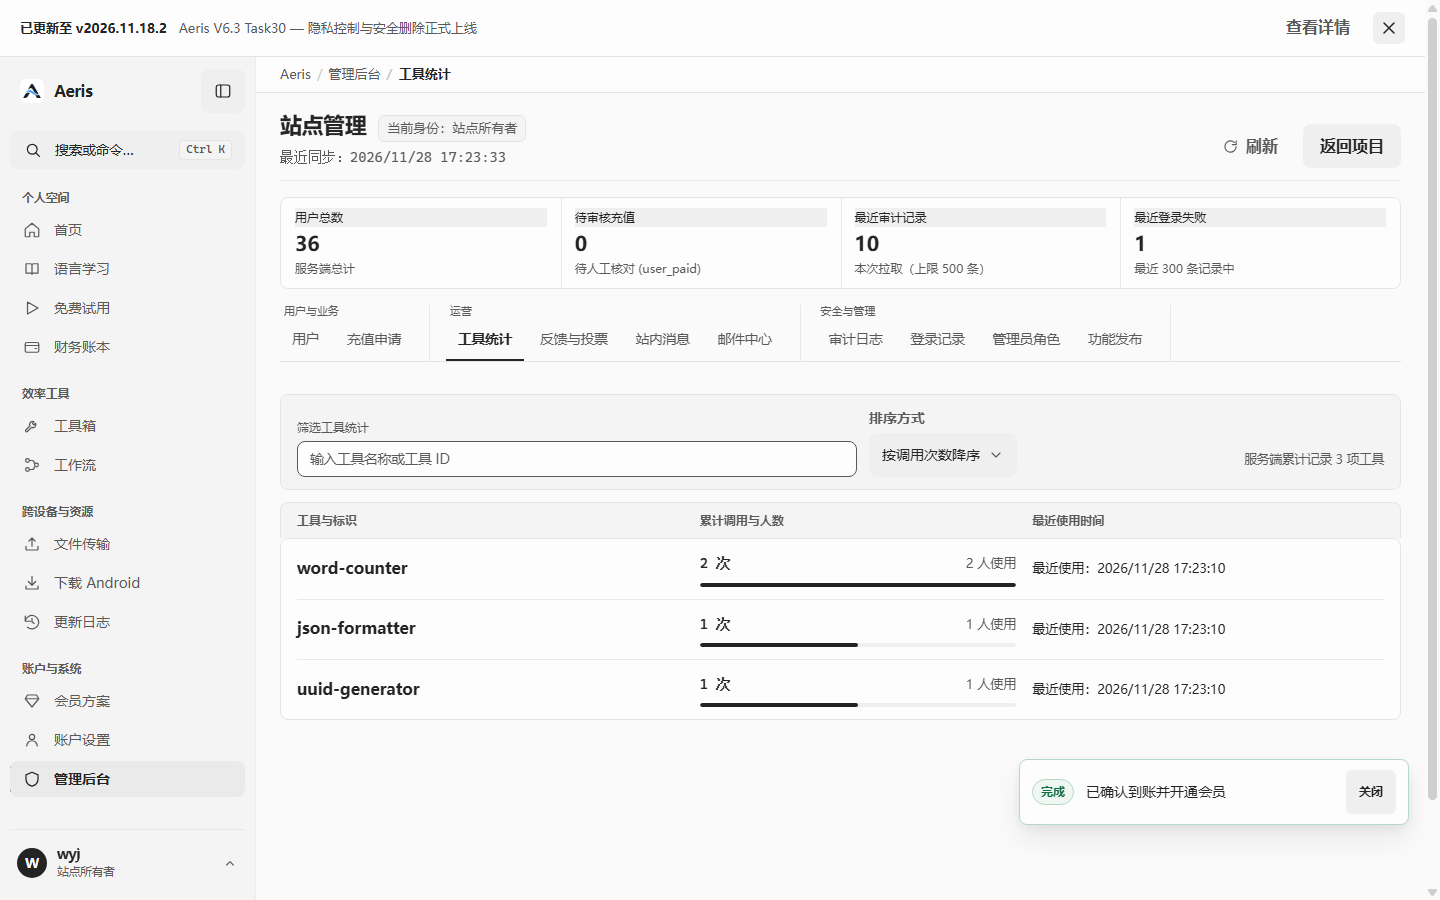 已更新至 v2026.11.18.2 Aeris V6.3 Task30 — 隐私控制与安全删除正式上线
查看详情
Aeris
搜索或命令... Ctrl K
个人空间
首页
语言学习
免费试用
财务账本
效率工具
工具箱
工作流
跨设备与资源
文件传输
下载 Android
更新日志
账户与系统
会员方案
账户设置
管理后台
W
wyj
站点所有者
Aeris / 管理后台 / 工具统计
站点管理 当前身份：站点所有者
最近同步：2026/11/28 17:23:33
刷新
返回项目
用户总数
36
服务端总计
待审核充值
0
待人工核对 (user_paid)
最近审计记录
10
本次拉取（上限 500 条）
最近登录失败
1
最近 300 条记录中
用户与业务
用户 充值申请
运营
工具统计 反馈与投票 站内消息 邮件中心
安全与管理
审计日志 登录记录 管理员角色 功能发布
筛选工具统计
输入工具名称或工具 ID
排序方式
按调用次数降序
服务端累计记录 3 项工具
工具与标识 累计调用与人数 最近使用时间
word-counter 2 次 2 人使用 最近使用：2026/11/28 17:23:10
json-formatter 1 次 1 人使用 最近使用：2026/11/28 17:23:10
uuid-generator 1 次 1 人使用 最近使用：2026/11/28 17:23:10
完成 已确认到账并开通会员 关闭